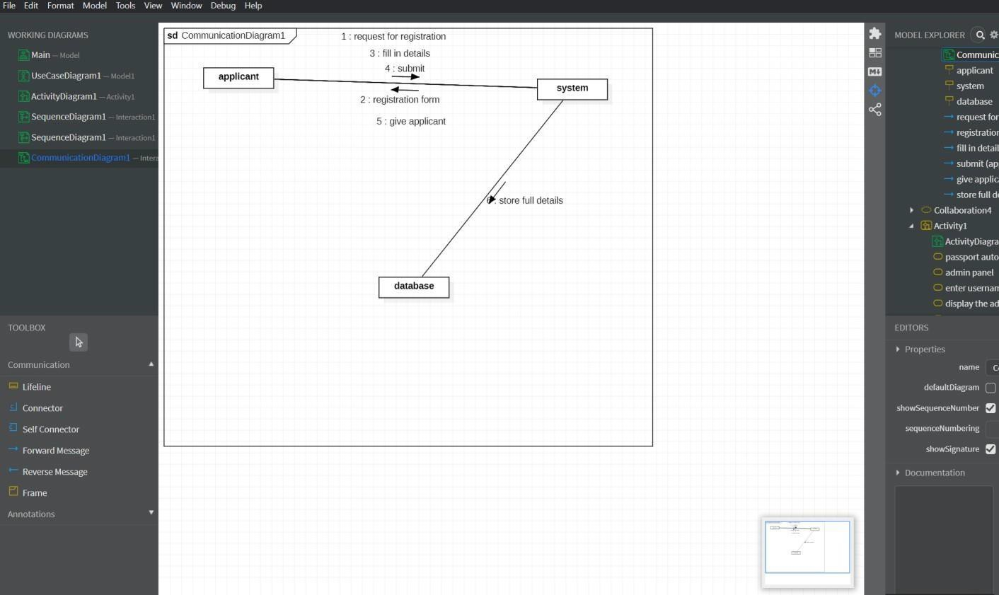 File Edit Format Model Tools View Window Debug Help
WORKING DIAGRAMS
Main — Model
UseCaseDiagram1 — Model1
ActivityDiagram1 — Activity1
SequenceDiagram1 — Interaction1
SequenceDiagram1 — Interaction1
CommunicationDiagram1 — Intera
TOOLBOX
Communication
Lifeline
Connector
Self Connector
Forward Message
Reverse Message
Frame
Annotations
sd CommunicationDiagram1
1 : request for registration
3 : fill in details
4 : submit
applicant
system
2 : registration form
5 : give applicant
6 : store full details
database
MODEL EXPLORER
Communic
applicant
system
database
request for
registration
fill in detail
submit (ap
give applic
store full de
Collaboration4
Activity1
ActivityDiagra
passport auto
admin panel
enter usernam
display the ad
EDITORS
Properties
name Co
defaultDiagram
showSequenceNumber
sequenceNumbering
showSignature
Documentation